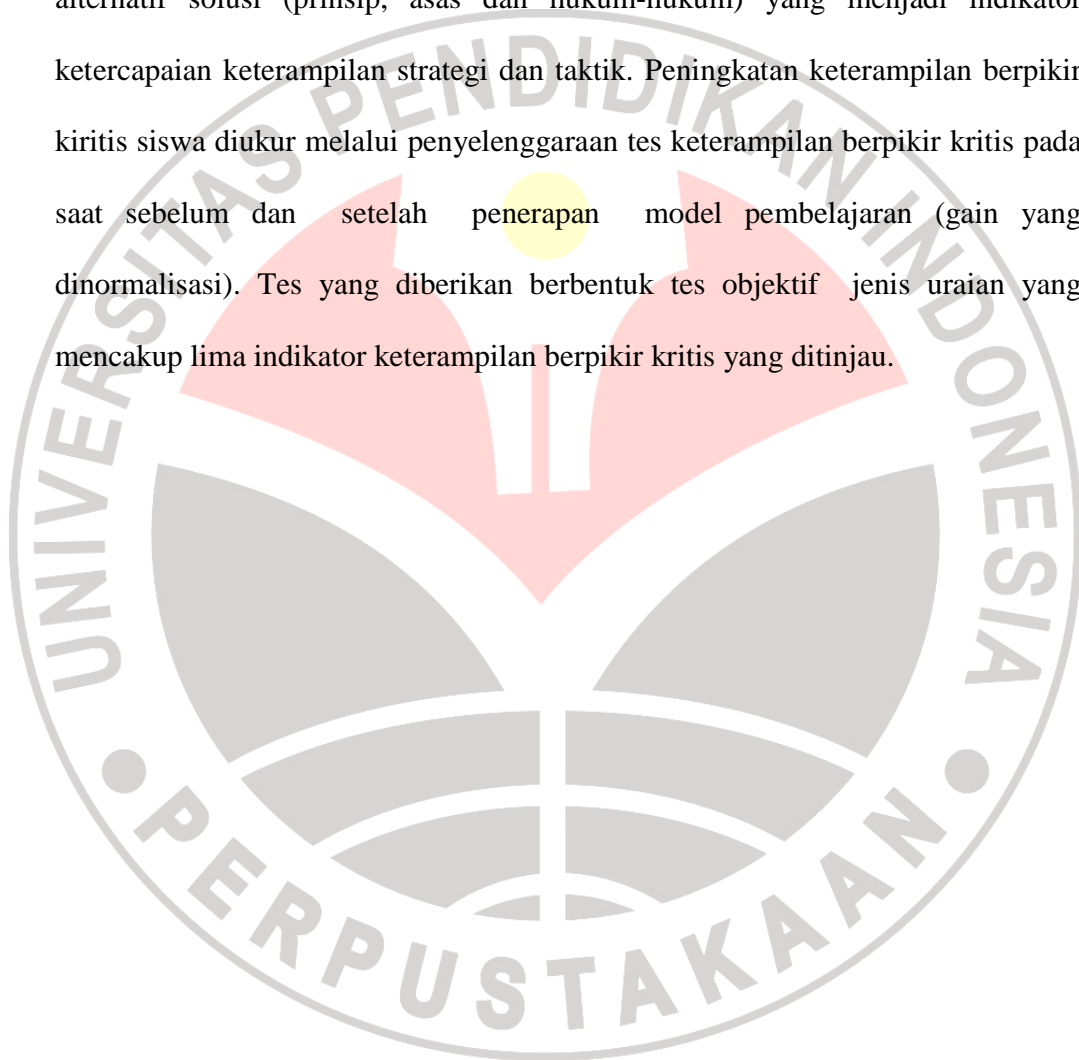 alternatif solusi (prinsip, asas dan hukum-hukum) yang menjadi indikator
ketercapaian keterampilan strategi dan taktik. Peningkatan keterampilan berpikir
kiritis siswa diukur melalui penyelenggaraan tes keterampilan berpikir kritis pada
saat sebelum dan setelah penerapan model pembelajaran (gain yang
dinormalisasi). Tes yang diberikan berbentuk tes objektif jenis uraian yang
mencakup lima indikator keterampilan berpikir kritis yang ditinjau.
UNIVERSITAS PENDIDIKAN INDONESIA
PERPUSTAKAAN